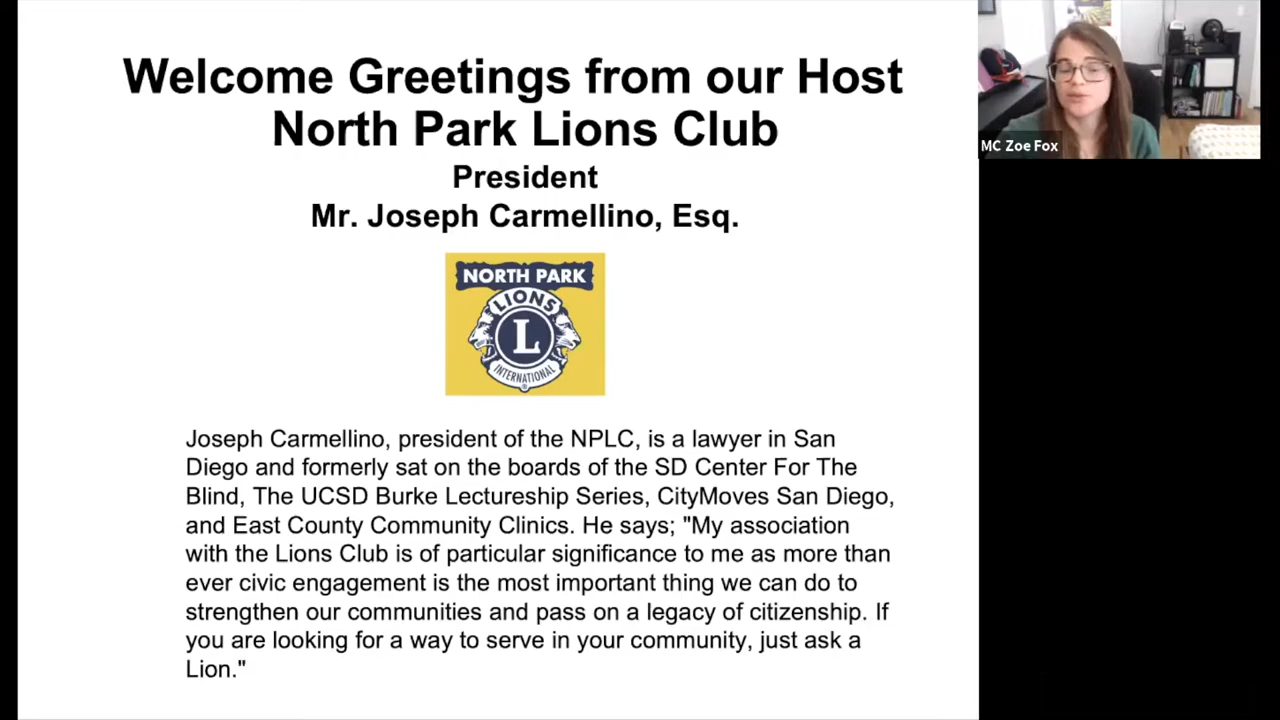 Welcome Greetings from our Host
North Park Lions Club
President
Mr. Joseph Carmellino, Esq.
NORTH PARK
LIONS
L
INTERNATIONAL
®
Joseph Carmellino, president of the NPLC, is a lawyer in San
Diego and formerly sat on the boards of the SD Center For The
Blind, The UCSD Burke Lectureship Series, CityMoves San Diego,
and East County Community Clinics. He says; "My association
with the Lions Club is of particular significance to me as more than
ever civic engagement is the most important thing we can do to
strengthen our communities and pass on a legacy of citizenship. If
you are looking for a way to serve in your community, just ask a
Lion."
MC Zoe Fox